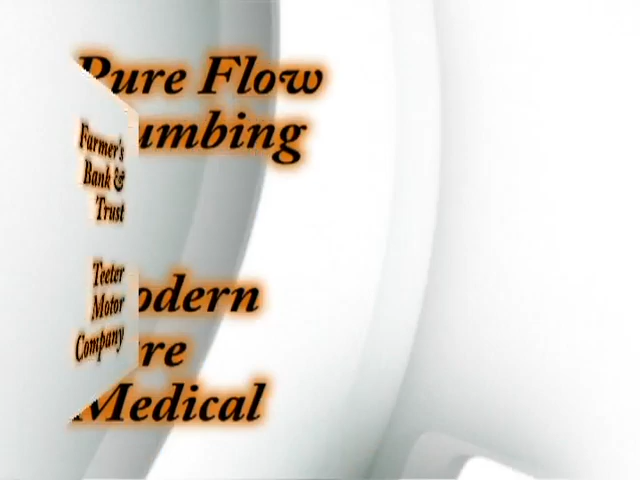 Pure Flow
umbing
Farmer's
Bank &
Trust
Teeter
Motor
Company
odern
re
Medical